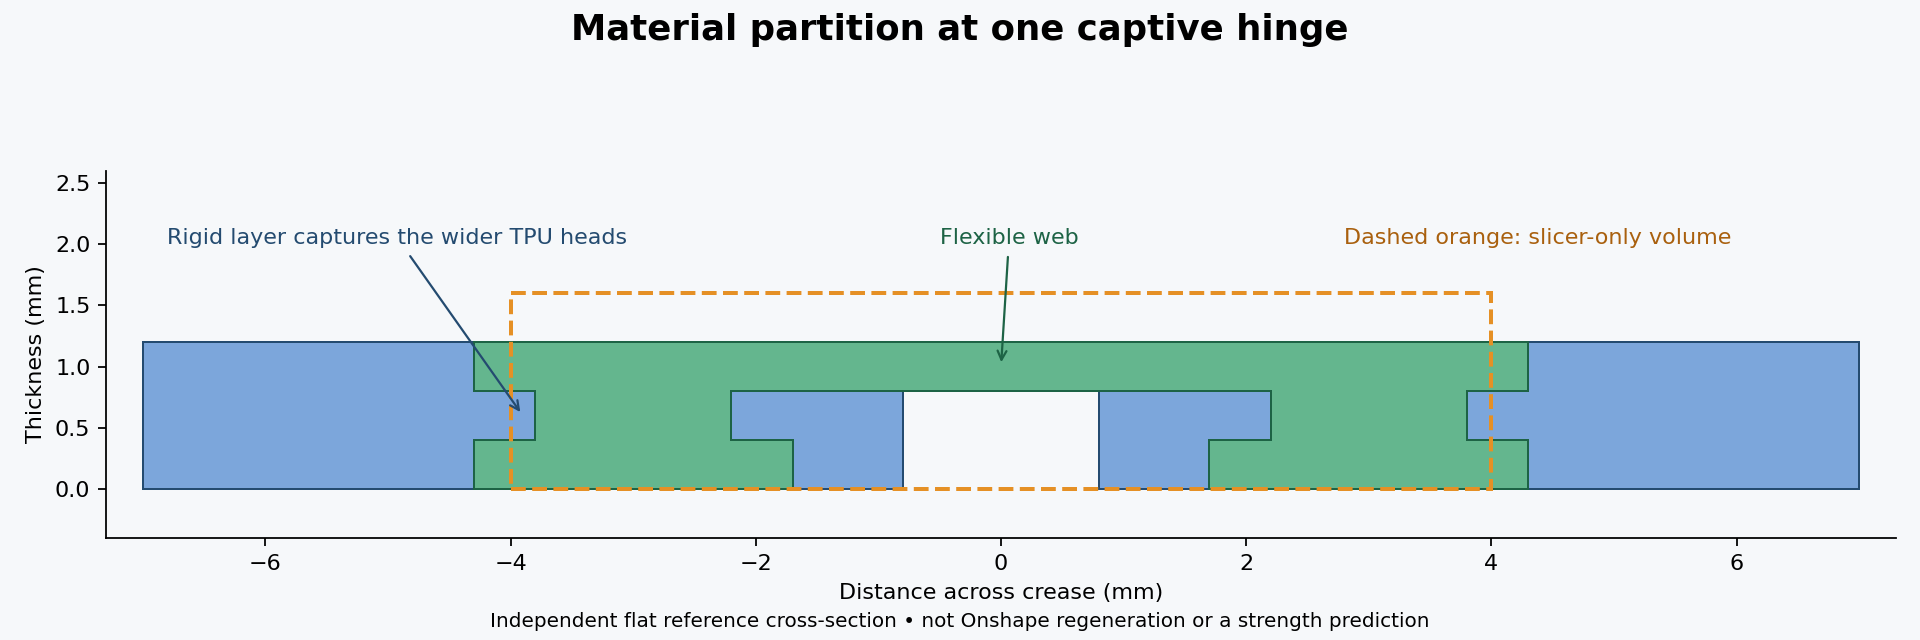 Material partition at one captive hinge
2.5
Rigid layer captures the wider TPU heads
Flexible web
Dashed orange: slicer-only volume
2.0
1.5
1.0
0.5
0.0
Thickness (mm)
−6
−4
−2
0
2
4
6
Distance across crease (mm)
Independent flat reference cross-section • not Onshape regeneration or a strength prediction